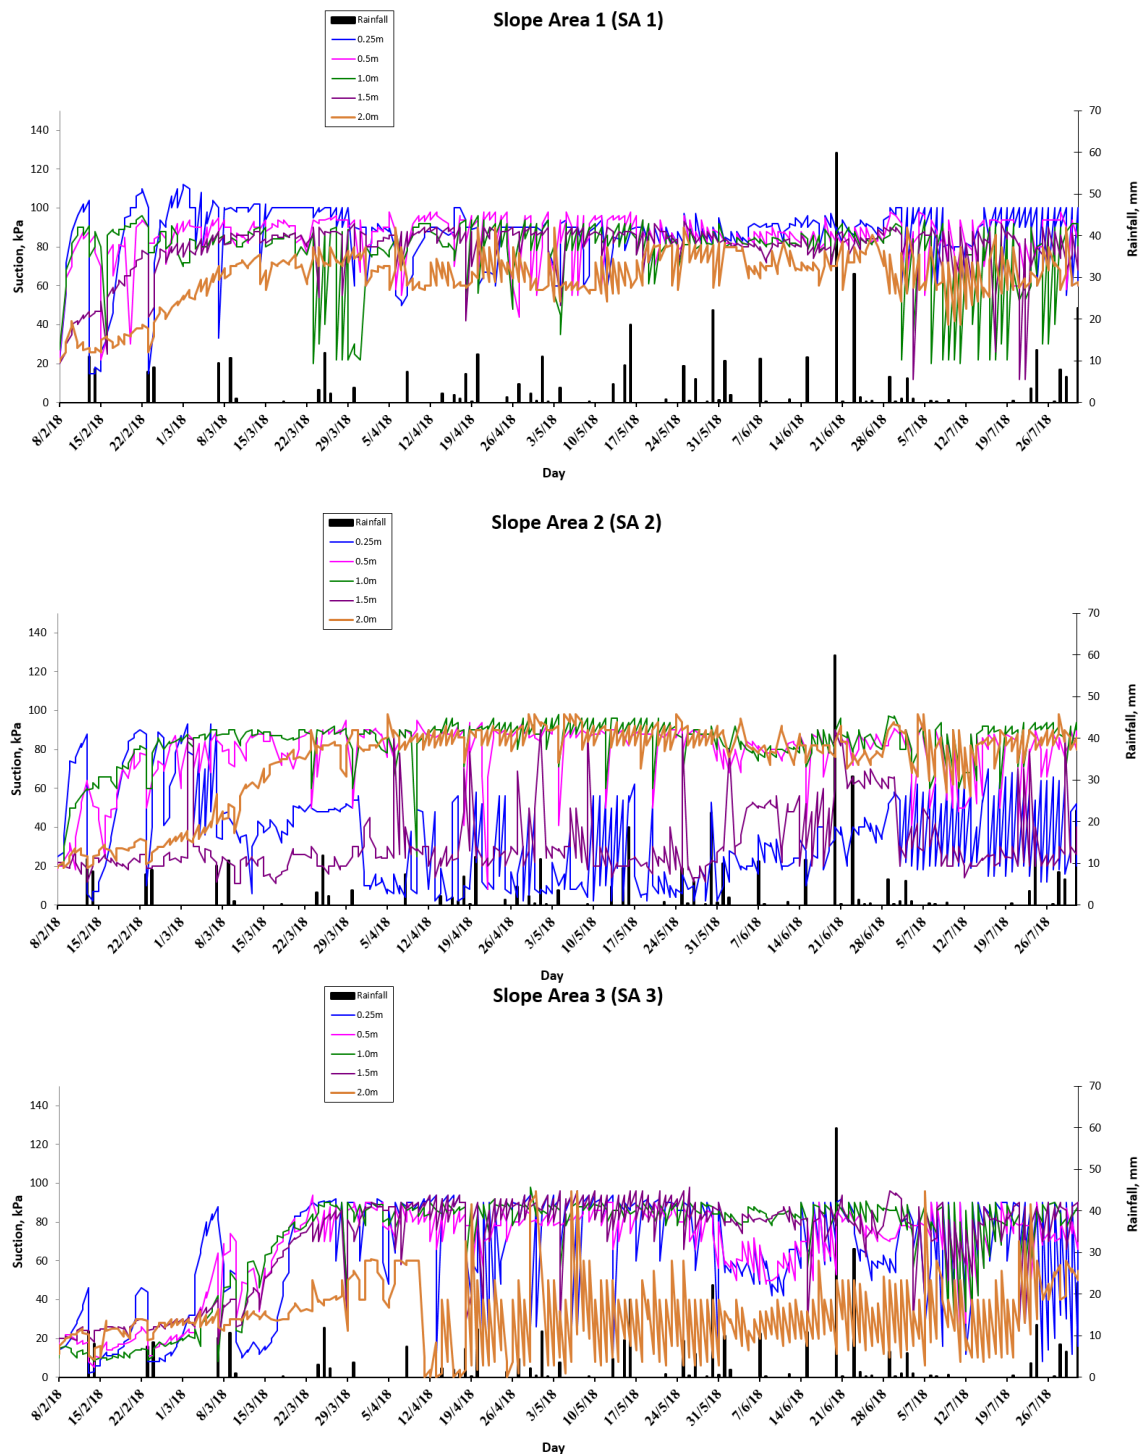 Slope Area 1 (SA 1)
Rainfall
0.25m
0.5m
1.0m
1.5m
2.0m
Suction, kPa
140
120
100
80
60
40
20
0
70
60
50
40
30
20
10
0
Rainfall, mm
8/2/18 15/2/18 22/2/18 1/3/18 8/3/18 15/3/18 22/3/18 29/3/18 5/4/18 12/4/18 19/4/18 26/4/18 3/5/18 10/5/18 17/5/18 24/5/18 31/5/18 7/6/18 14/6/18 21/6/18 28/6/18 5/7/18 12/7/18 19/7/18 26/7/18
Day
Slope Area 2 (SA 2)
Rainfall
0.25m
0.5m
1.0m
1.5m
2.0m
Suction, kPa
140
120
100
80
60
40
20
0
70
60
50
40
30
20
10
0
Rainfall, mm
8/2/18 15/2/18 22/2/18 1/3/18 8/3/18 15/3/18 22/3/18 29/3/18 5/4/18 12/4/18 19/4/18 26/4/18 3/5/18 10/5/18 17/5/18 24/5/18 31/5/18 7/6/18 14/6/18 21/6/18 28/6/18 5/7/18 12/7/18 19/7/18 26/7/18
Day
Slope Area 3 (SA 3)
Rainfall
0.25m
0.5m
1.0m
1.5m
2.0m
Suction, kPa
140
120
100
80
60
40
20
0
70
60
50
40
30
20
10
0
Rainfall, mm
8/2/18 15/2/18 22/2/18 1/3/18 8/3/18 15/3/18 22/3/18 29/3/18 5/4/18 12/4/18 19/4/18 26/4/18 3/5/18 10/5/18 17/5/18 24/5/18 31/5/18 7/6/18 14/6/18 21/6/18 28/6/18 5/7/18 12/7/18 19/7/18 26/7/18
Day